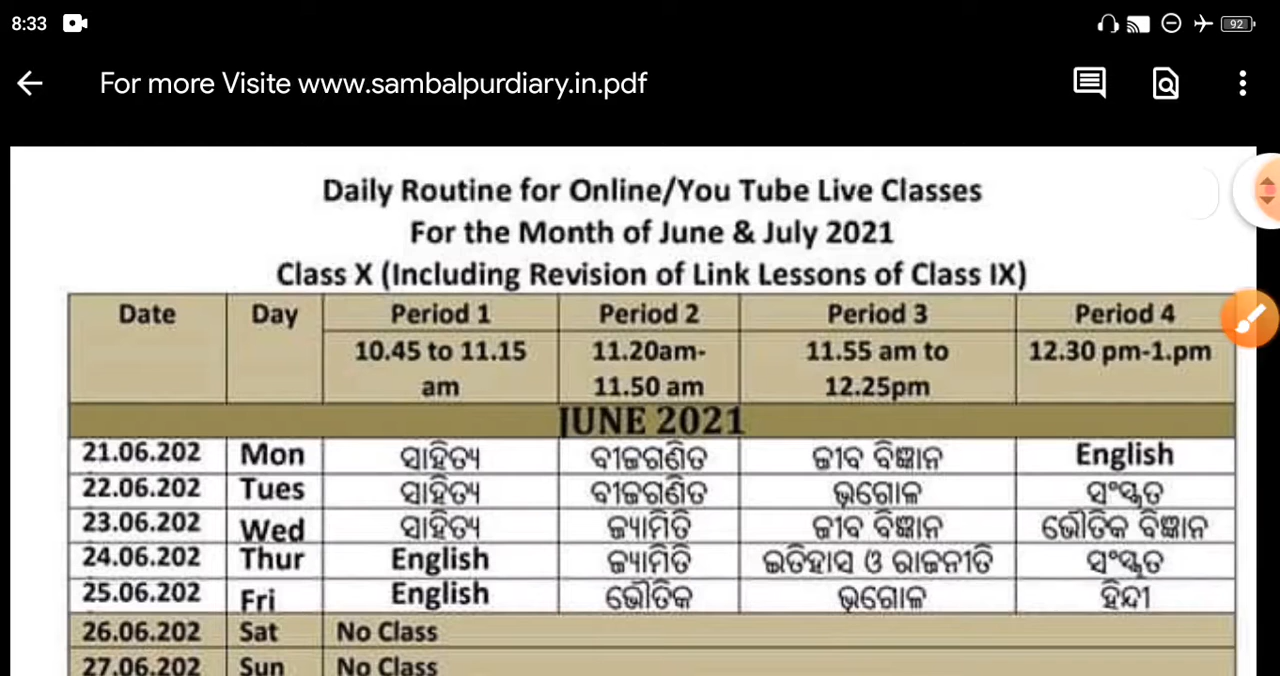 8:33 92
For more Visite www.sambalpurdiary.in.pdf
Daily Routine for Online/You Tube Live Classes
For the Month of June & July 2021
Class X (Including Revision of Link Lessons of Class IX)
Date Day Period 1 Period 2 Period 3 Period 4
10.45 to 11.15 am 11.20am-11.50 am 11.55 am to 12.25pm 12.30 pm-1.pm
JUNE 2021
21.06.202 Mon ସାହିତ୍ୟ ବୀଜଗଣିତ ଜୀବ ବିଜ୍ଞାନ English
22.06.202 Tues ସାହିତ୍ୟ ବୀଜଗଣିତ ଭୂଗୋଳ ସଂସ୍କୃତ
23.06.202 Wed ସାହିତ୍ୟ ଜ୍ୟାମିତି ଜୀବ ବିଜ୍ଞାନ ଭୌତିକ ବିଜ୍ଞାନ
24.06.202 Thur English ଜ୍ୟାମିତି ଇତିହାସ ଓ ରାଜନୀତି ସଂସ୍କୃତ
25.06.202 Fri English ଭୌତିକ ଭୂଗୋଳ ହିନ୍ଦୀ
26.06.202 Sat No Class
27.06.202 Sun No Class